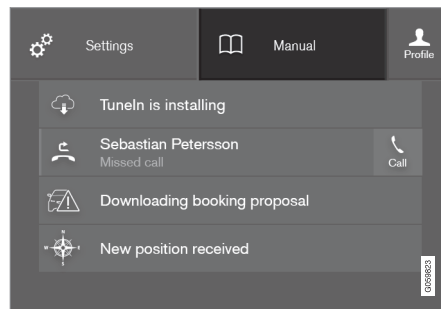 Settings
Manual
Profile
TuneIn is installing
Sebastian Petersson
Missed call
Call
Downloading booking proposal
N
W
E
S
New position received
G059823